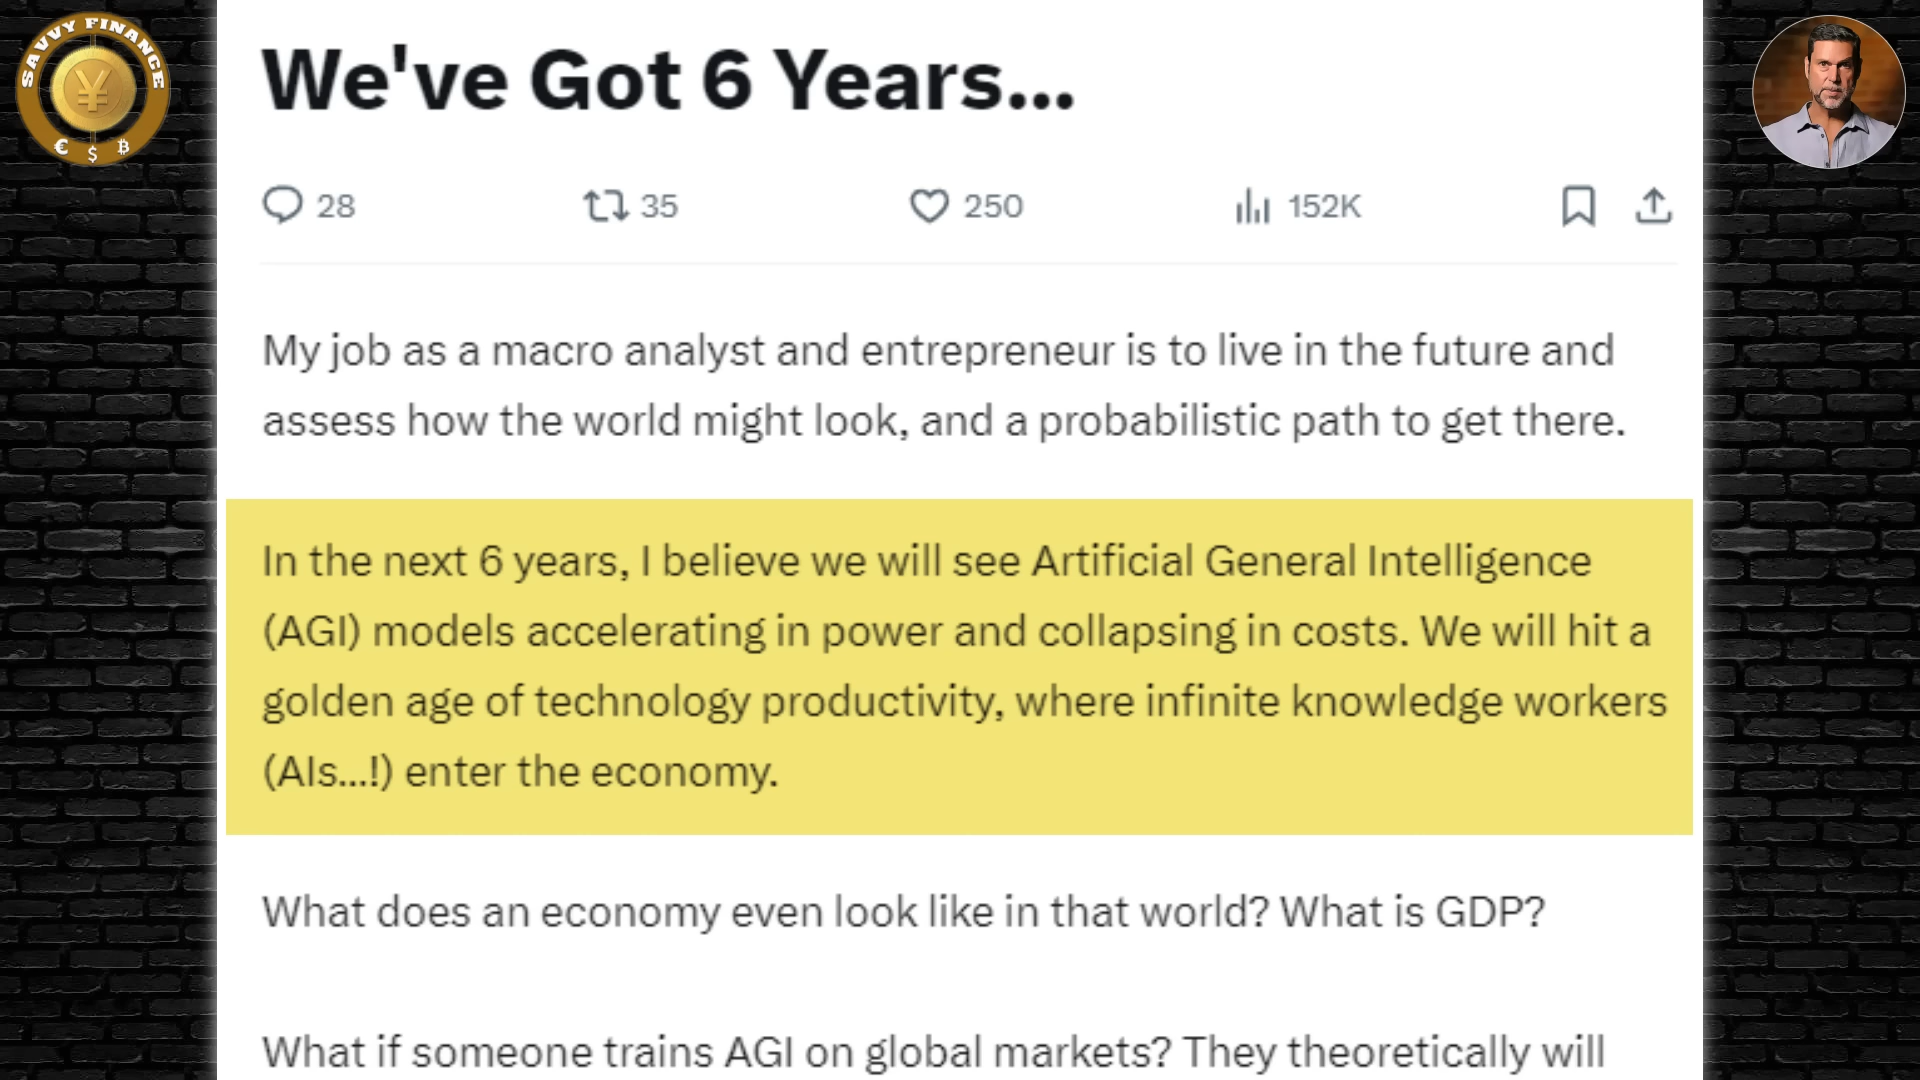 SAVVY FINANCE
¥
€ $ ₿
We've Got 6 Years...
28 35 250 152K
My job as a macro analyst and entrepreneur is to live in the future and
assess how the world might look, and a probabilistic path to get there.
In the next 6 years, I believe we will see Artificial General Intelligence
(AGI) models accelerating in power and collapsing in costs. We will hit a
golden age of technology productivity, where infinite knowledge workers
(AIs...!) enter the economy.
What does an economy even look like in that world? What is GDP?
What if someone trains AGI on global markets? They theoretically will